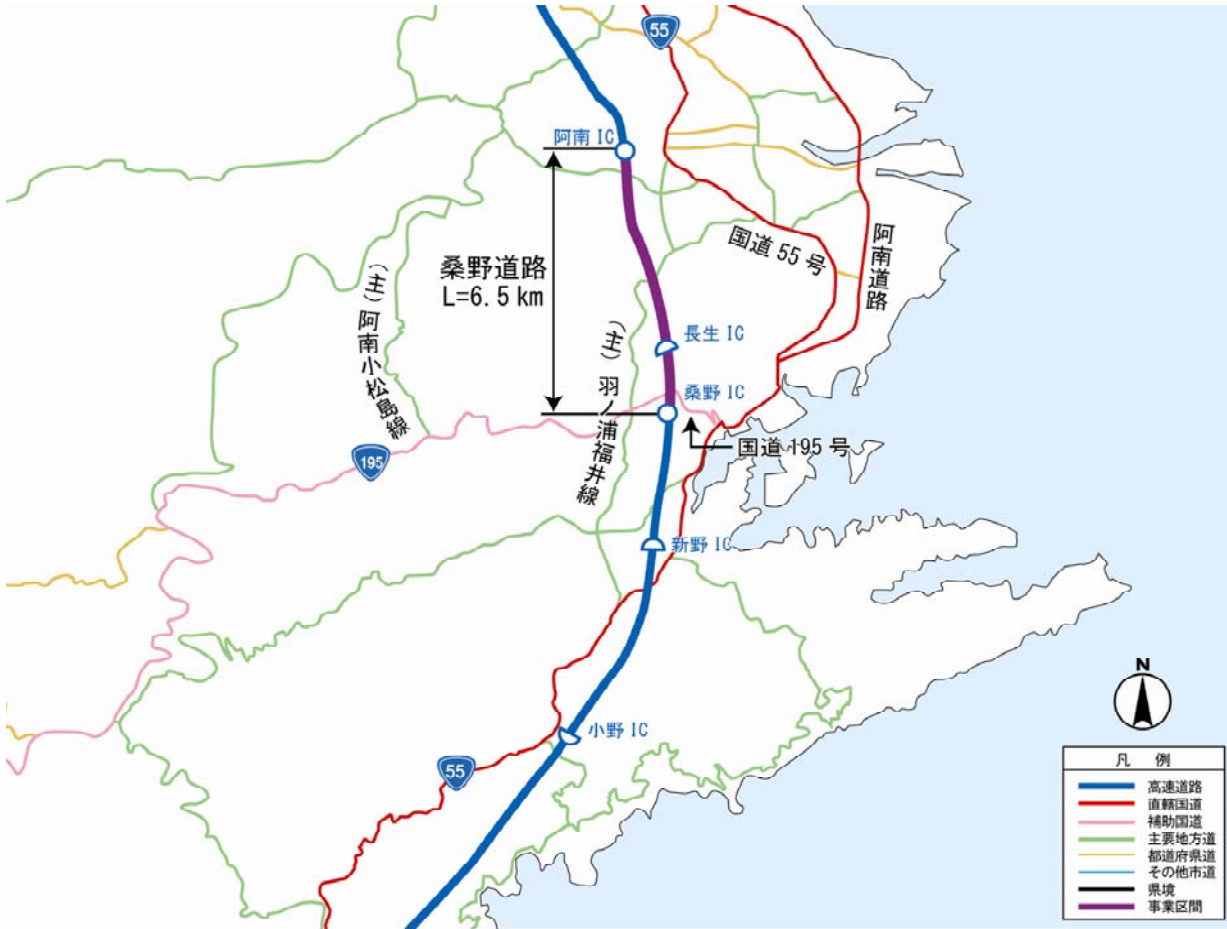 55
阿南 IC
国道 55 号
阿南道路
桑野道路
L=6.5 km
(主) 阿南小松島線
(主) 羽ノ浦福井線
長生 IC
桑野 IC
国道 195 号
195
新野 IC
小野 IC
55
N
凡 例
高速道路
直轄国道
補助国道
主要地方道
都道府県道
その他市道
県境
事業区間